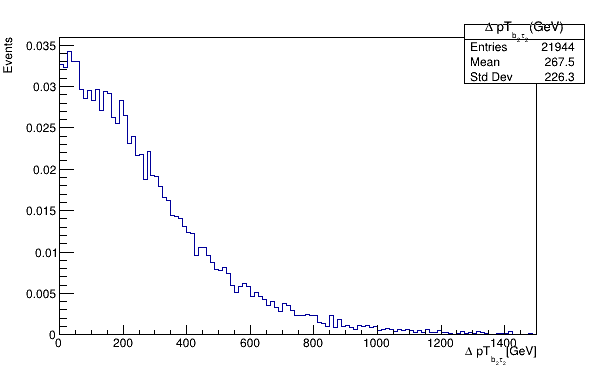 Δ pT_{b₂τ₂}(GeV)
Entries 21944
Mean 267.5
Std Dev 226.3
Events
0.035
0.03
0.025
0.02
0.015
0.01
0.005
0
0 200 400 600 800 1000 1200 1400
Δ pT_{b₂τ₂}[GeV]